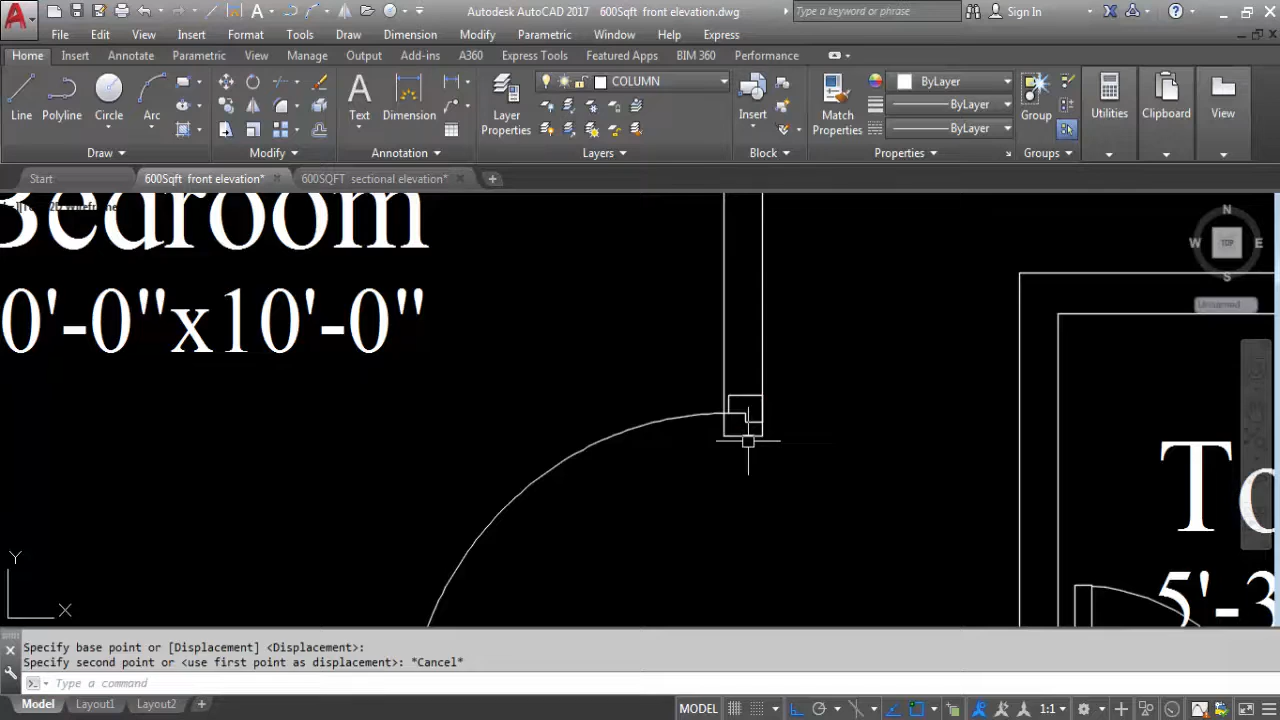 Autodesk AutoCAD 2017 600Sqft front elevation.dwg
Type a keyword or phrase
Sign In
File Edit View Insert Format Tools Draw Dimension Modify Parametric Window Help Express
Home Insert Annotate Parametric View Manage Output Add-ins A360 Express Tools Featured Apps BIM 360 Performance
COLUMN
ByLayer
ByLayer
ByLayer
Line Polyline Circle Arc Text Dimension Layer Properties Insert Match Properties Group Utilities Clipboard View
Draw Modify Annotation Layers Block Properties Groups
Start 600Sqft front elevation* 600SQFT sectional elevation*
Bedroom
0'-0"x10'-0"
N
W TOP E
S
Unnamed
To
5'-3
Y
X
Specify base point or [Displacement] <Displacement>:
Specify second point or <use first point as displacement>: *Cancel*
Type a command
Model Layout1 Layout2
MODEL 1:1